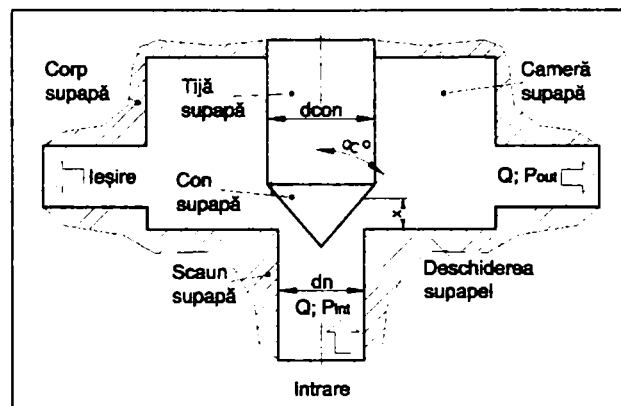 Corp
supapă
Tijă
supapă
Cameră
supapă
dcon
α°
Ieșire
Q; Pout
Con
supapă
x
Scaun
supapă
dn
Q; Pint
Deschiderea
supapei
Intrare